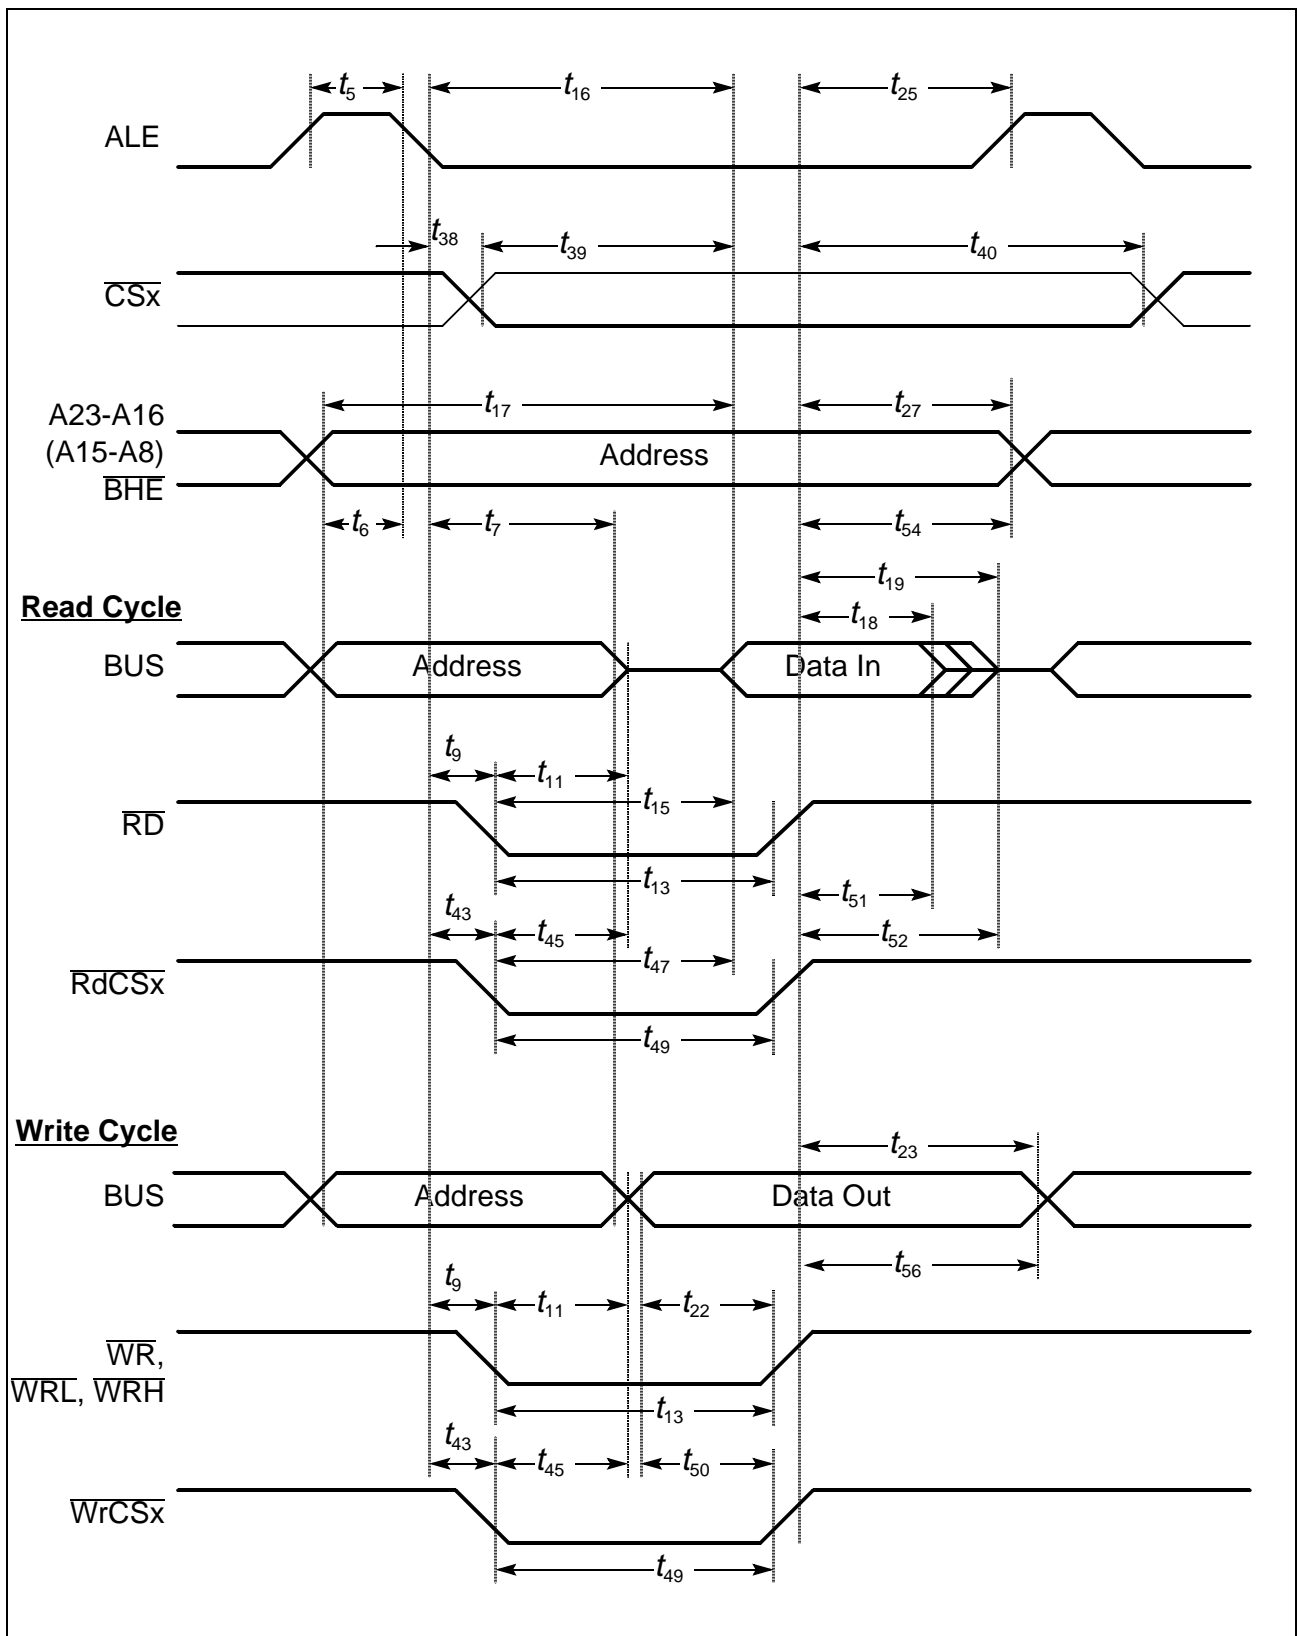 t5 t16 t25
ALE
t38 t39 t40
CSx
A23-A16 t17 t27
(A15-A8) Address
BHE
t6 t7 t54
t19
Read Cycle t18
BUS Address Data In
t9 t11
t15
RD
t13 t51
t43 t45 t52
t47
RdCSx
t49
Write Cycle
t23
BUS Address Data Out
t56
t9 t11 t22
WR,
WRL, WRH
t13
t43 t45 t50
WrCSx
t49